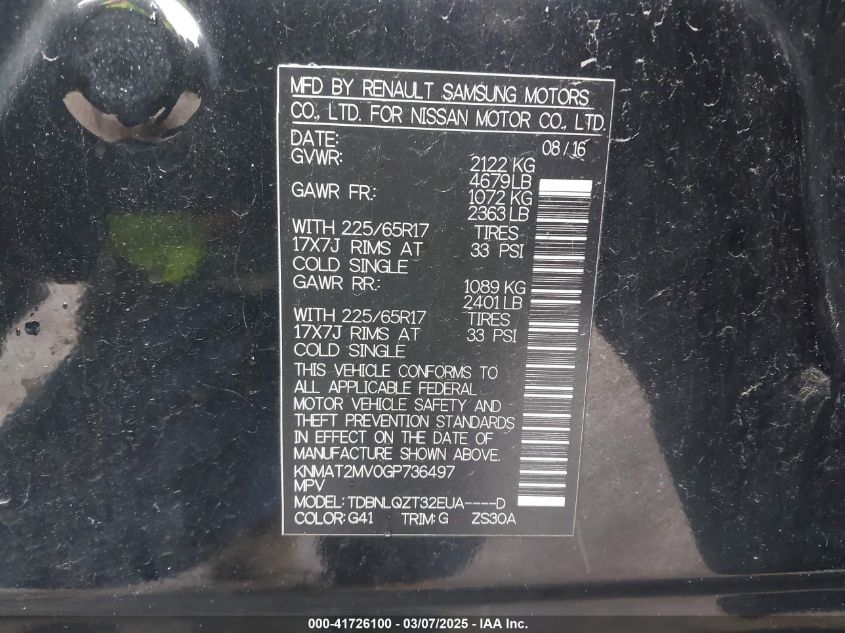 MFD BY RENAULT SAMSUNG MOTORS
CO., LTD. FOR NISSAN MOTOR CO., LTD.
DATE: 08/16
GVWR: 2122 KG
4679LB
GAWR FR.: 1072 KG
2363 LB
WITH 225/65R17 TIRES
17X7J RIMS AT 33 PSI
COLD SINGLE
GAWR RR.: 1089 KG
2401LB
WITH 225/65R17 TIRES
17X7J RIMS AT 33 PSI
COLD SINGLE
THIS VEHICLE CONFORMS TO
ALL APPLICABLE FEDERAL
MOTOR VEHICLE SAFETY AND
THEFT PREVENTION STANDARDS
IN EFFECT ON THE DATE OF
MANUFACTURE SHOWN ABOVE.
KNMAT2MV0GP736497
MPV
MODEL: TDBNLQZT32EUA----D
COLOR: G41 TRIM: G ZS30A
000-41726100 — 03/07/2025 — IAA, Inc.